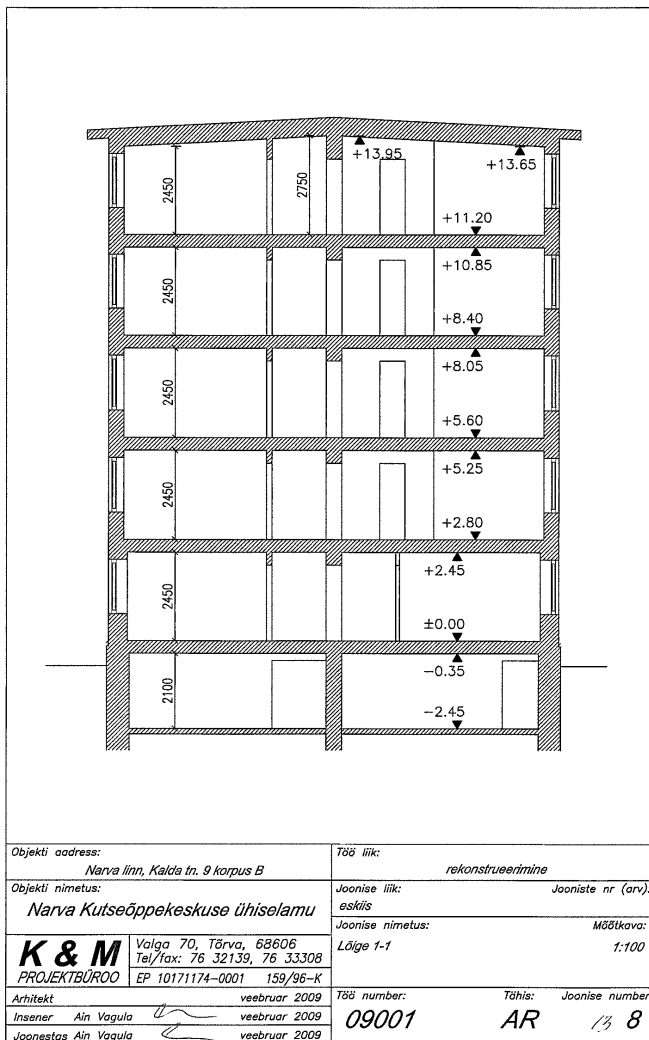 +13.95
+13.65
2450
2750
+11.20
+10.85
2450
+8.40
+8.05
2450
+5.60
+5.25
2450
+2.80
+2.45
2450
±0.00
−0.35
2100
−2.45
Objekti aadress:
Narva linn, Kalda tn. 9 korpus B
Töö liik:
rekonstrueerimine
Objekti nimetus:
Narva Kutseõppekeskuse ühiselamu
Joonise liik:
Jooniste nr (arv):
eskiis
Joonise nimetus:
Mõõtkava:
Lõige 1-1
1:100
K & M
PROJEKTBÜROO
Valga 70, Tõrva, 68606
Tel/fax: 76 32139, 76 33308
EP 10171174-0001 159/96-K
Arhitekt veebruar 2009
Insener Ain Vagula veebruar 2009
Joonestas Ain Vagula veebruar 2009
Töö number:
Tähis:
Joonise number
09001
AR
13 8